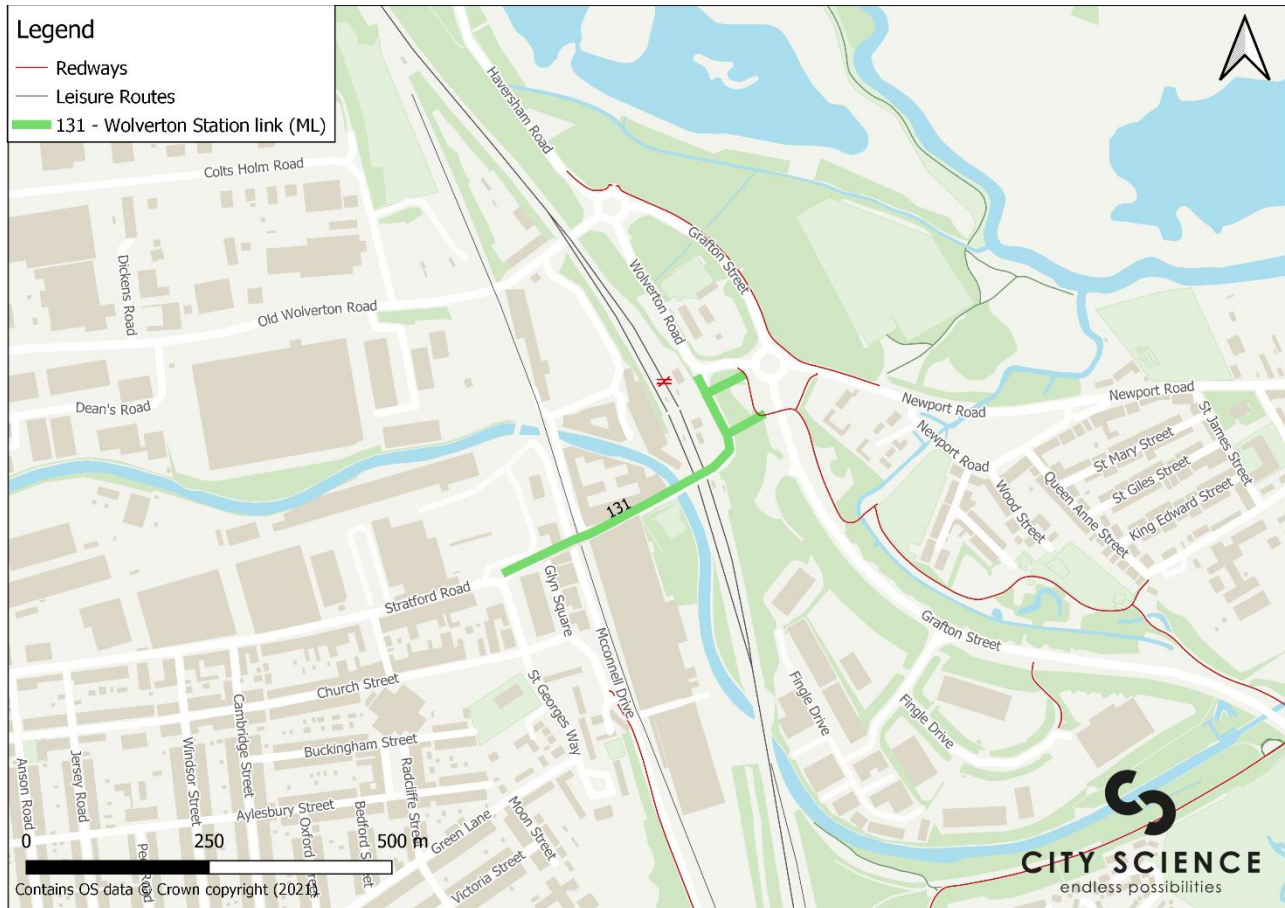 Legend
Redways
Leisure Routes
131 - Wolverton Station link (ML)
Haversham Road
Colts Holm Road
Grafton Street
Dickens Road
Wolverton Road
Old Wolverton Road
Dean's Road
Newport Road
Newport Road
Newport Road
St James Street
St Mary Street
St Giles Street
Queen Anne Street
King Edward Street
Wood Street
131
Stratford Road
Glyn Square
Mcconnell Drive
Grafton Street
Church Street
St Georges Way
Fingle Drive
Fingle Drive
Cambridge Street
Buckingham Street
Windsor Street
Jersey Road
Anson Road
Radcliffe Street
Aylesbury Street
Oxford Street
Bedford Street
Green Lane
Moon Street
Victoria Street
0 250 500 m
Contains OS data © Crown copyright (2021)
CITY SCIENCE
endless possibilities